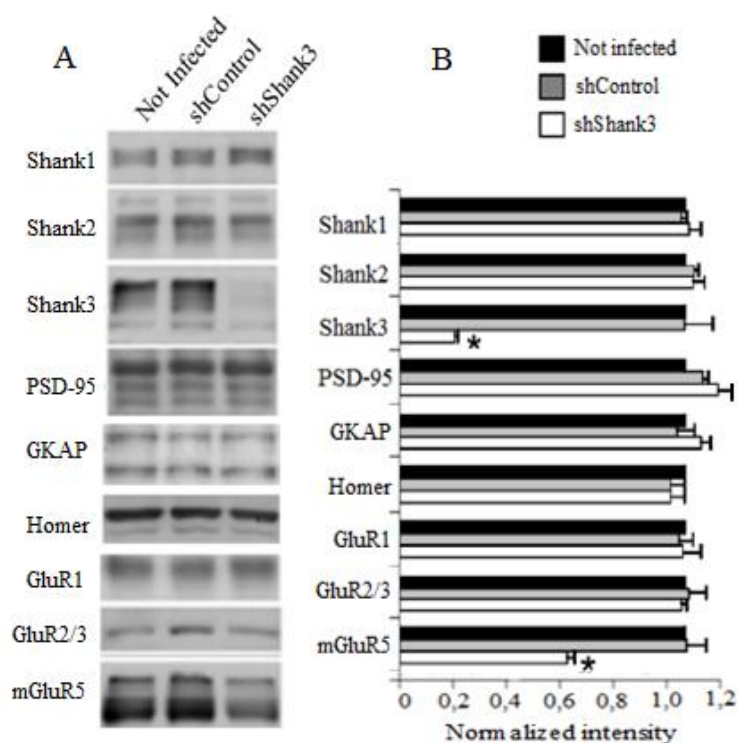 A
Not Infected
shControl
shShank3
Shank1
Shank2
Shank3
PSD-95
GKAP
Homer
GluR1
GluR2/3
mGluR5
B
Not infected
shControl
shShank3
Shank1
Shank2
Shank3
*
PSD-95
GKAP
Homer
GluR1
GluR2/3
mGluR5
*
0 0,2 0,4 0,6 0,8 1,0 1,2
Normalized intensity